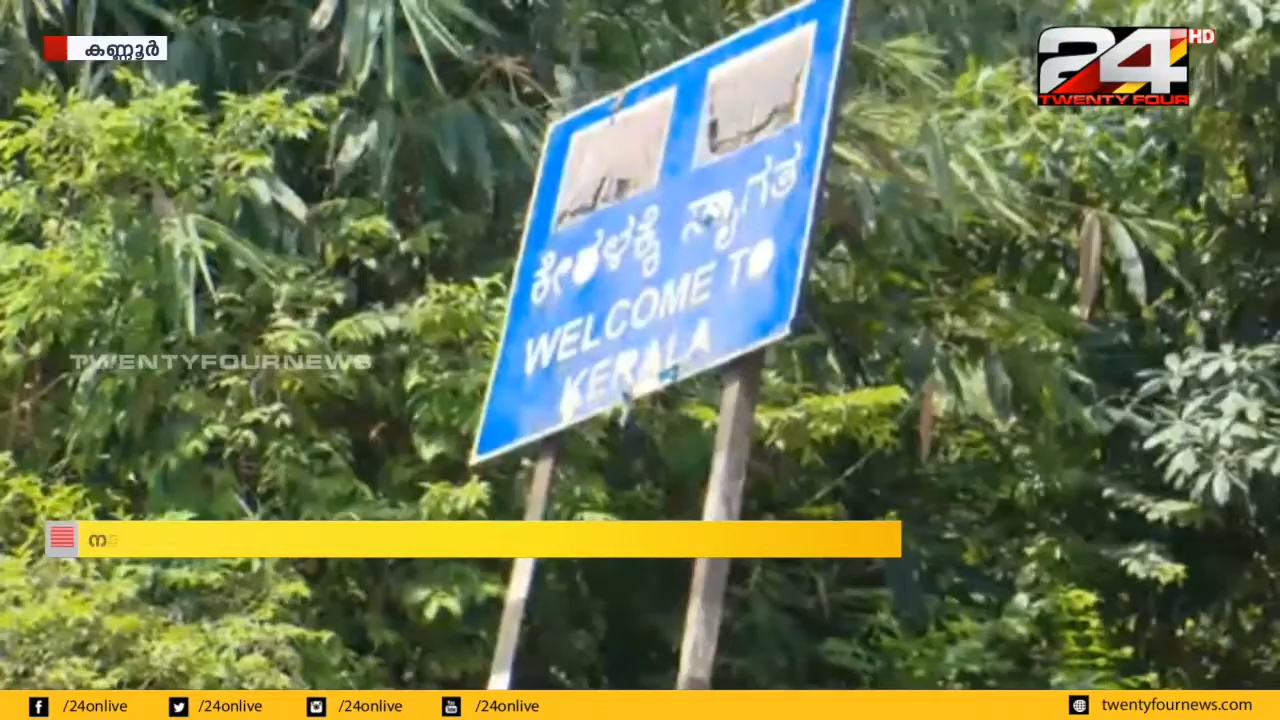 കണ്ണൂർ
24 HD
TWENTY FOUR
ಕೇರಳಕ್ಕೆ ಸ್ವಾಗತ
WELCOME TO
KERALA
TWENTYFOURNEWS
ന
/24onlive
/24onlive
/24onlive
/24onlive
twentyfournews.com